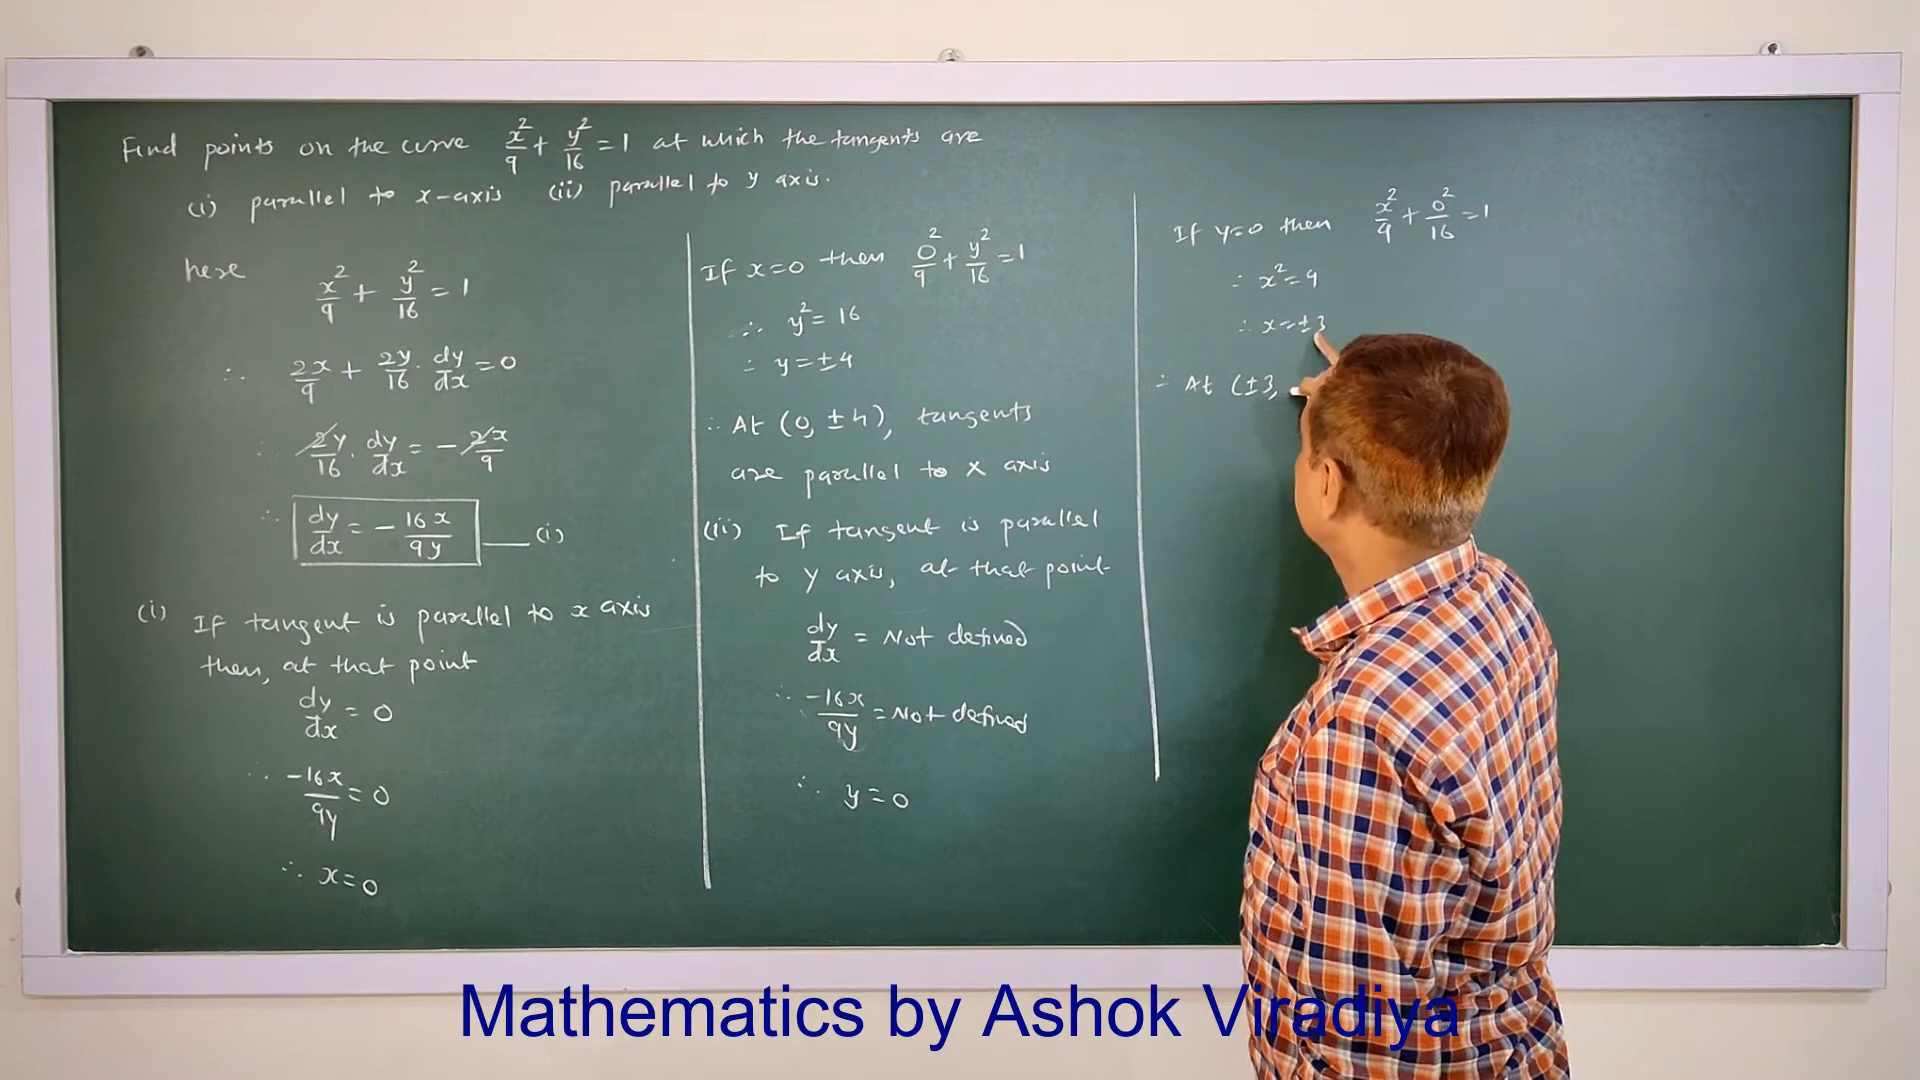 Find points on the curve x²/9 + y²/16 = 1 at which the tangents are
(i) parallel to x-axis (ii) parallel to y axis.
here x²/9 + y²/16 = 1
∴ 2x/9 + 2y/16 · dy/dx = 0
∴ 2y/16 · dy/dx = - 2x/9
∴ dy/dx = - 16x/9y ——(i)
(i) If tangent is parallel to x axis
then, at that point
dy/dx = 0
∴ -16x/9y = 0
∴ x=0
If x=0 then 0²/9 + y²/16 = 1
∴ y² = 16
∴ y = ±4
∴ At (0, ±4), tangents
are parallel to x axis
(ii) If tangent is parallel
to y axis, at that point
dy/dx = Not defined
∴ -16x/9y = Not defined
∴ y = 0
If y=0 then x²/9 + 0²/16 = 1
∴ x² = 9
∴ x = ±3
∴ At (±3,
Mathematics by Ashok Viradiya